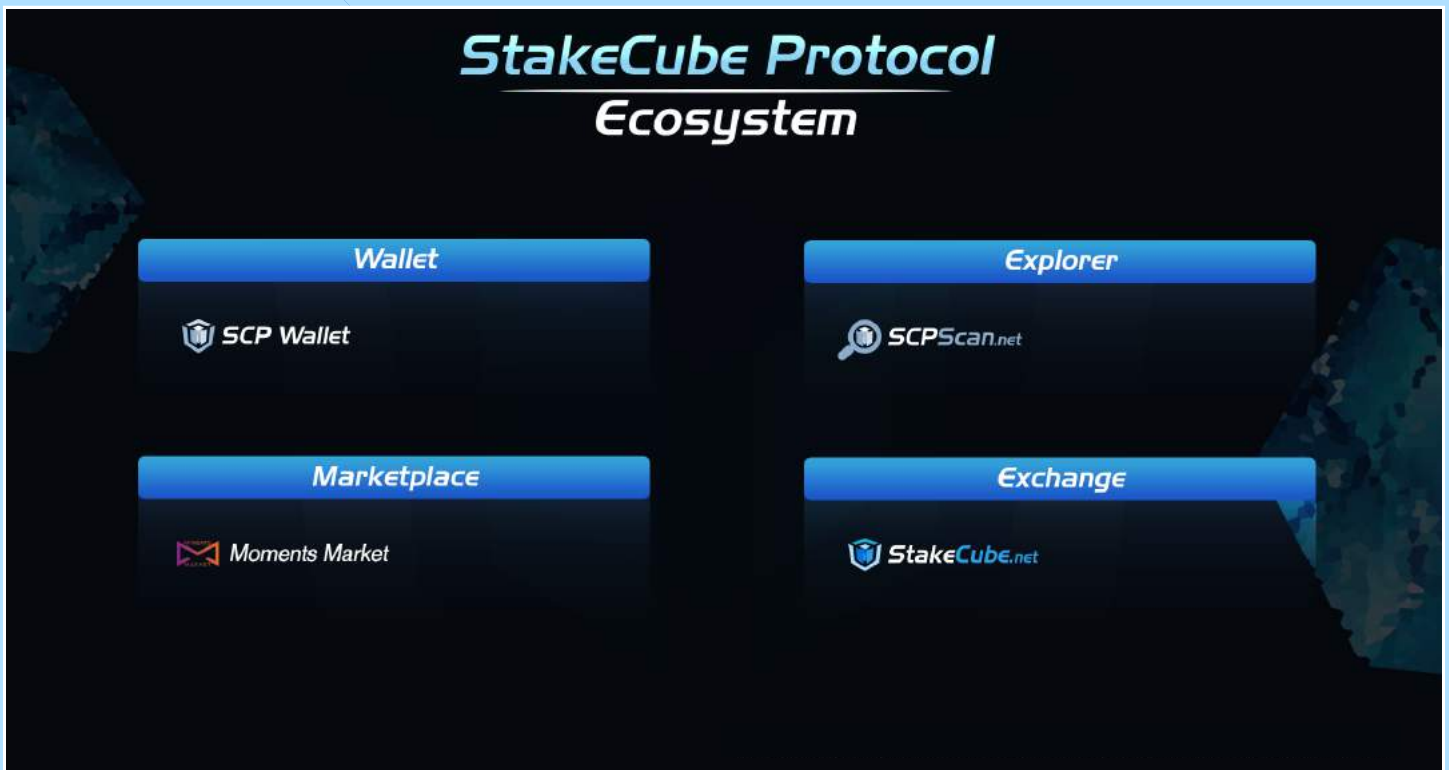 StakeCube Protocol
Ecosystem
Wallet
SCP Wallet
Explorer
SCPScan.net
Marketplace
Moments Market
Exchange
StakeCube.net